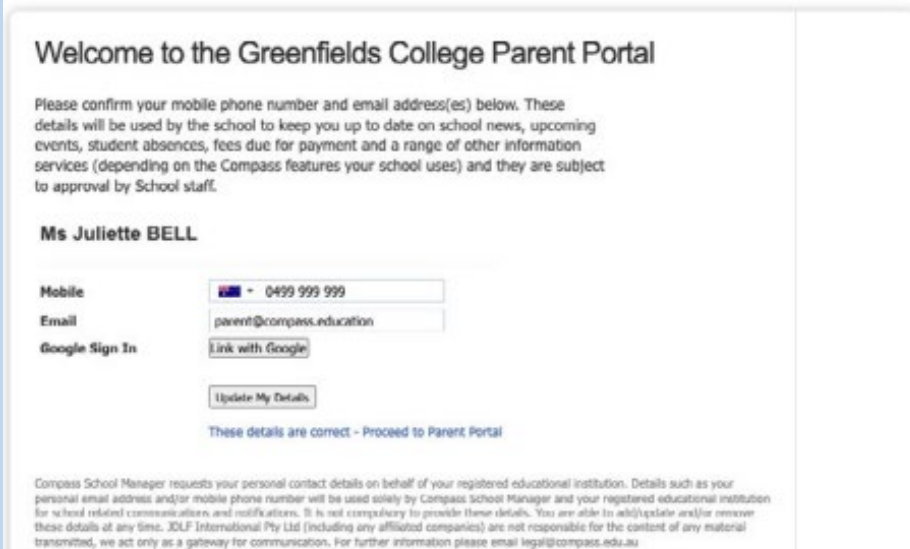 Welcome to the Greenfields College Parent Portal
Please confirm your mobile phone number and email address(es) below. These
details will be used by the school to keep you up to date on school news, upcoming
events, student absences, fees due for payment and a range of other information
services (depending on the Compass features your school uses) and they are subject
to approval by School staff.
Ms Juliette BELL
Mobile 0499 999 999
Email parent@compass.education
Google Sign In Link with Google
Update My Details
These details are correct - Proceed to Parent Portal
Compass School Manager requests your personal contact details on behalf of your registered educational institution. Details such as your
personal email address and/or mobile phone number will be used solely by Compass School Manager and your registered educational institution
for school related communications and notifications. It is not compulsory to provide these details. You are able to add/update and/or remove
these details at any time. JDLF International Pty Ltd (including any affiliated companies) are not responsible for the content of any material
transmitted, we act only as a gateway for communication. For further information please email legal@compass.edu.au